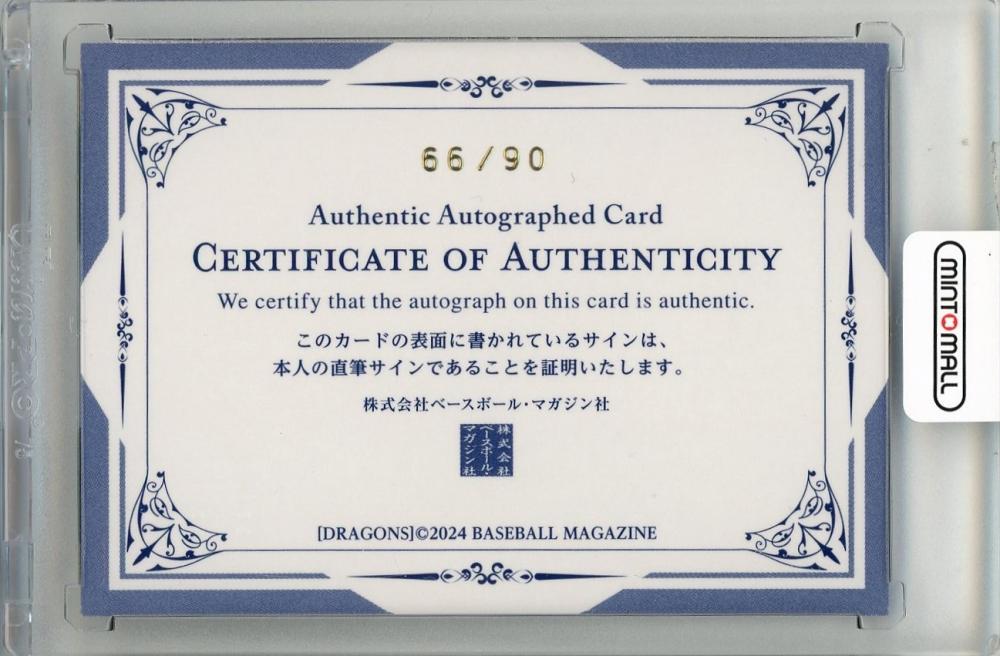 66/90
Authentic Autographed Card
CERTIFICATE OF AUTHENTICITY
We certify that the autograph on this card is authentic.
このカードの表面に書かれているサインは、
本人の直筆サインであることを証明いたします。
株式会社ベースボール・マガジン社
株式会社
ベースボール・
マガジン社
[DRAGONS]©2024 BASEBALL MAGAZINE
MINTMALL